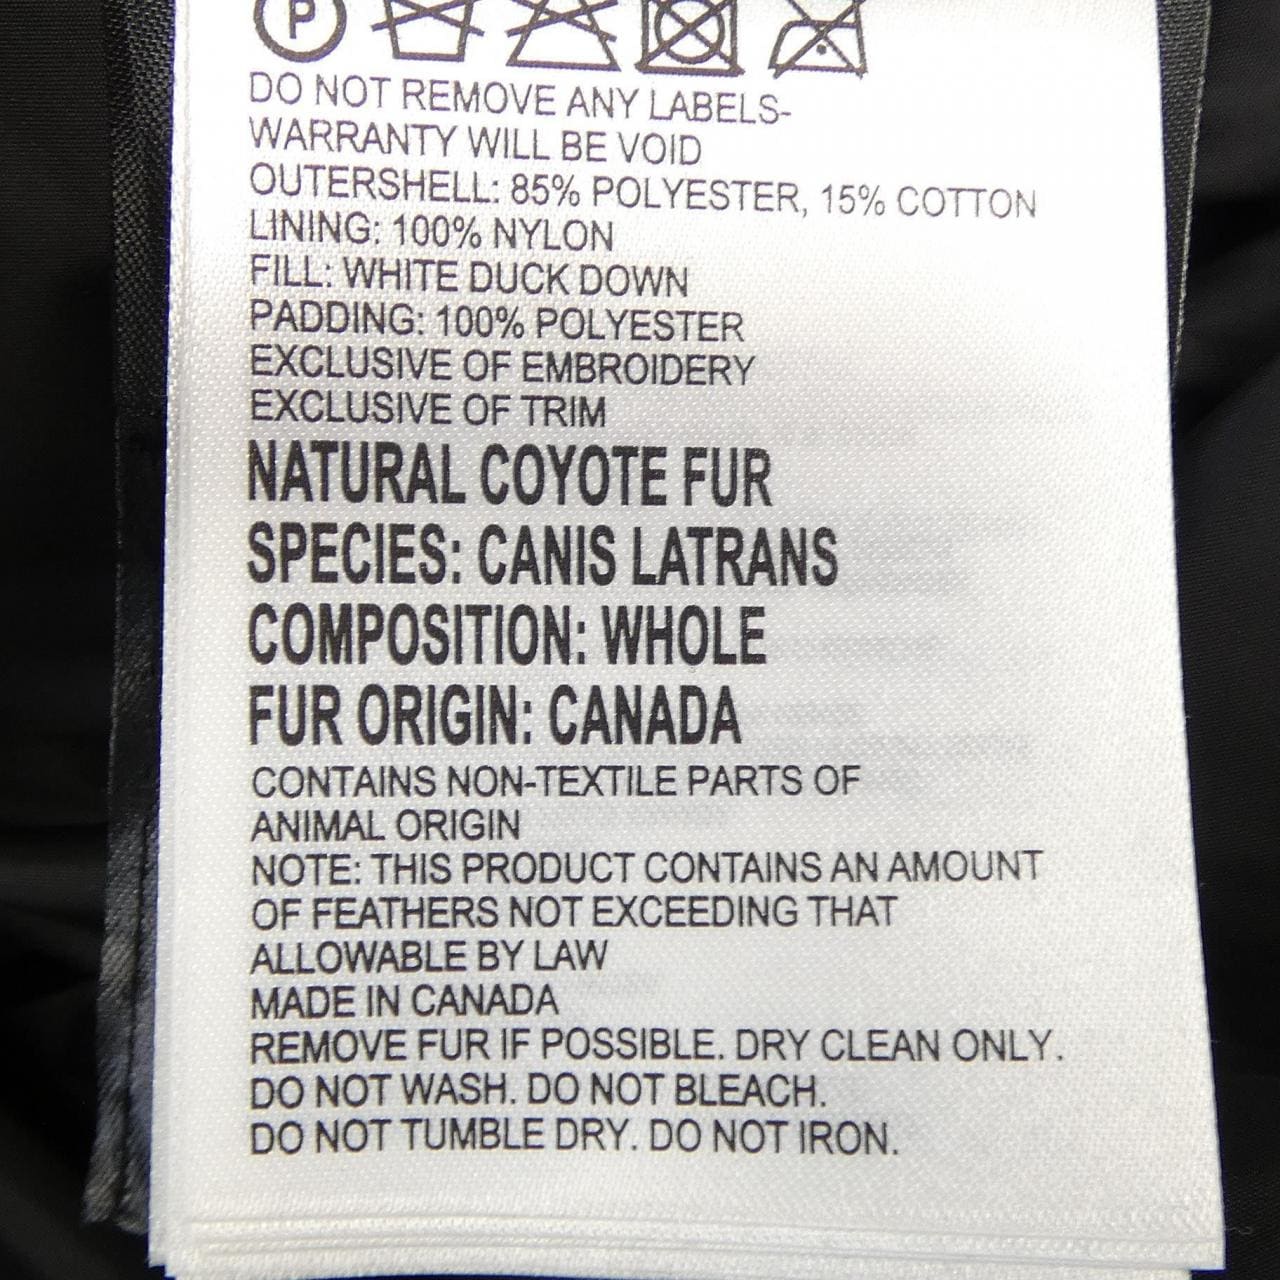 P
DO NOT REMOVE ANY LABELS-
WARRANTY WILL BE VOID
OUTERSHELL: 85% POLYESTER, 15% COTTON
LINING: 100% NYLON
FILL: WHITE DUCK DOWN
PADDING: 100% POLYESTER
EXCLUSIVE OF EMBROIDERY
EXCLUSIVE OF TRIM
NATURAL COYOTE FUR
SPECIES: CANIS LATRANS
COMPOSITION: WHOLE
FUR ORIGIN: CANADA
CONTAINS NON-TEXTILE PARTS OF
ANIMAL ORIGIN
NOTE: THIS PRODUCT CONTAINS AN AMOUNT
OF FEATHERS NOT EXCEEDING THAT
ALLOWABLE BY LAW
MADE IN CANADA
REMOVE FUR IF POSSIBLE. DRY CLEAN ONLY.
DO NOT WASH. DO NOT BLEACH.
DO NOT TUMBLE DRY. DO NOT IRON.